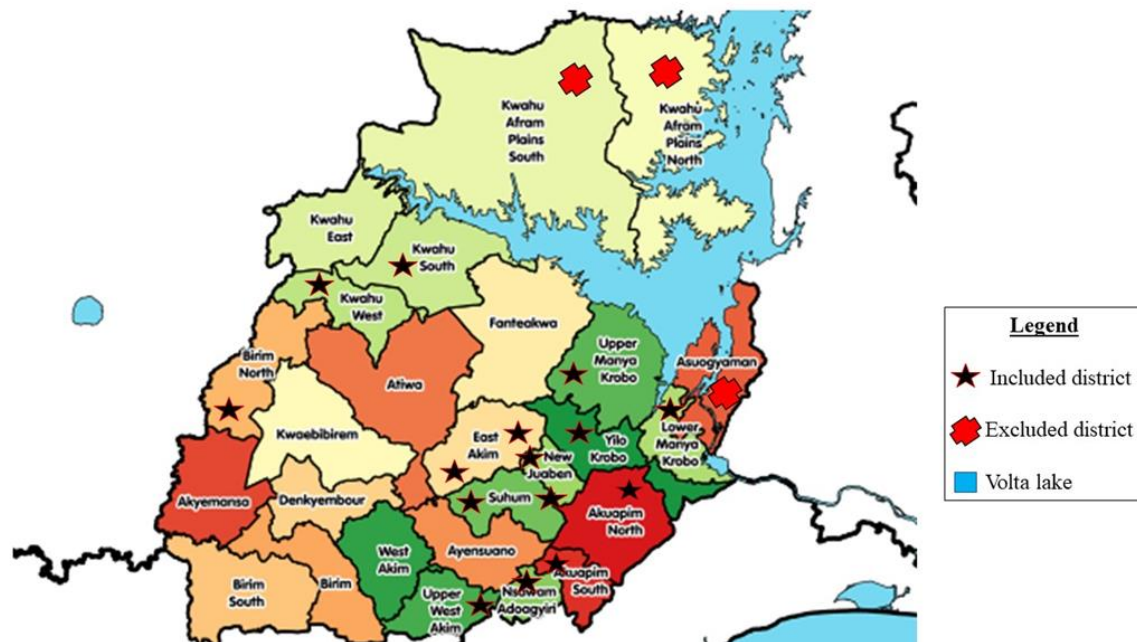 Kwahu
Afram
Plains
South
Kwahu
Afram
Plains
North
Kwahu
East
Kwahu
South
Kwahu
West
Fanteakwa
Birim
North
Atiwa
Upper
Manya
Krobo
Asuogyaman
Kwaebibirem
East
Akim
New
Juaben
Yilo
Krobo
Lower
Manya
Krobo
Akyemansa
Denkyembour
Suhum
Akuapim
North
West
Akim
Ayensuano
Birim
South
Birim
Upper
West
Akim
Nsawam
Adoagyiri
Akuapim
South
Legend
Included district
Excluded district
Volta lake